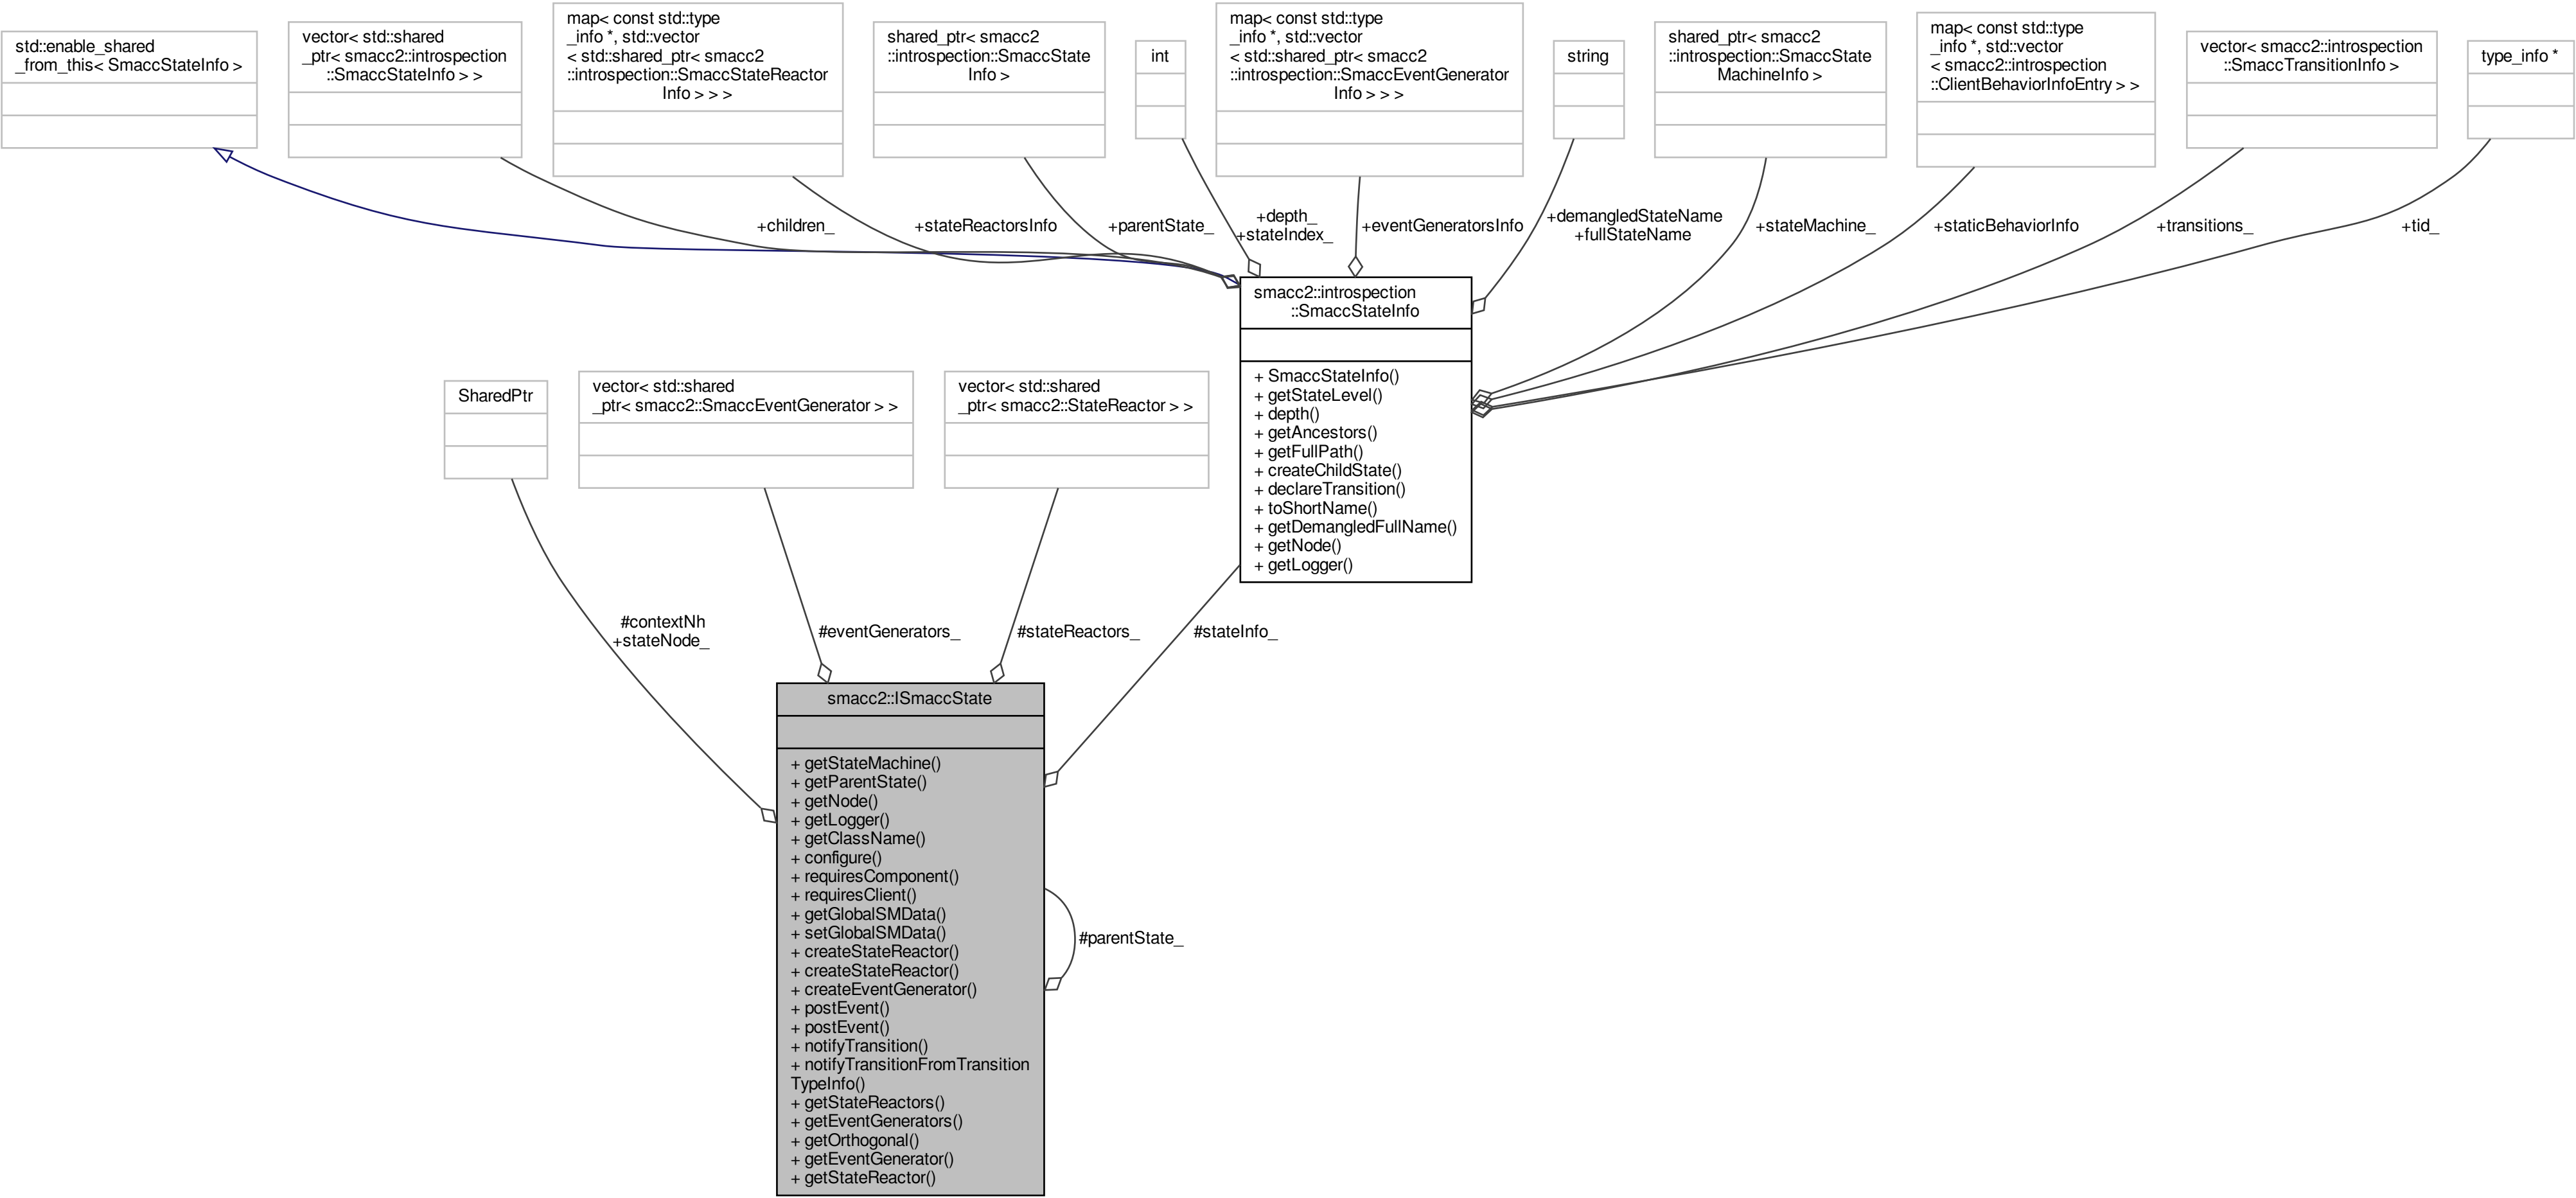 std::enable_shared
_from_this< SmaccStateInfo >
vector< std::shared
_ptr< smacc2::introspection
::SmaccStateInfo > >
map< const std::type
_info *, std::vector
< std::shared_ptr< smacc2
::introspection::SmaccStateReactor
Info > > >
shared_ptr< smacc2
::introspection::SmaccState
Info >
int
map< const std::type
_info *, std::vector
< std::shared_ptr< smacc2
::introspection::SmaccEventGenerator
Info > > >
string
shared_ptr< smacc2
::introspection::SmaccState
MachineInfo >
map< const std::type
_info *, std::vector
< smacc2::introspection
::ClientBehaviorInfoEntry > >
vector< smacc2::introspection
::SmaccTransitionInfo >
type_info *
+children_
+stateReactorsInfo
+parentState_
+depth_
+stateIndex_
+eventGeneratorsInfo
+demangledStateName
+fullStateName
+stateMachine_
+staticBehaviorInfo
+transitions_
+tid_
smacc2::introspection
::SmaccStateInfo
+ SmaccStateInfo()
+ getStateLevel()
+ depth()
+ getAncestors()
+ getFullPath()
+ createChildState()
+ declareTransition()
+ toShortName()
+ getDemangledFullName()
+ getNode()
+ getLogger()
SharedPtr
vector< std::shared
_ptr< smacc2::SmaccEventGenerator > >
vector< std::shared
_ptr< smacc2::StateReactor > >
#contextNh
+stateNode_
#eventGenerators_
#stateReactors_
#stateInfo_
smacc2::ISmaccState
+ getStateMachine()
+ getParentState()
+ getNode()
+ getLogger()
+ getClassName()
+ configure()
+ requiresComponent()
+ requiresClient()
+ getGlobalSMData()
+ setGlobalSMData()
+ createStateReactor()
+ createStateReactor()
+ createEventGenerator()
+ postEvent()
+ postEvent()
+ notifyTransition()
+ notifyTransitionFromTransition
TypeInfo()
+ getStateReactors()
+ getEventGenerators()
+ getOrthogonal()
+ getEventGenerator()
+ getStateReactor()
#parentState_